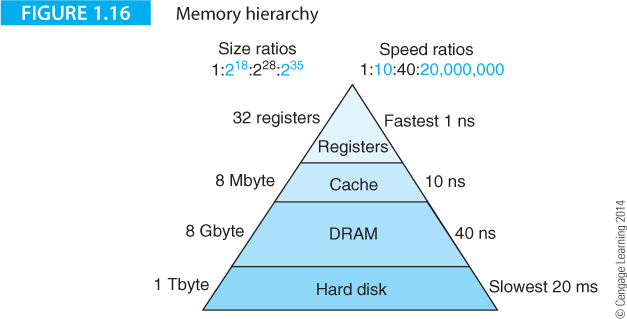 FIGURE 1.16 Memory hierarchy
Size ratios
1:2¹⁸:2²⁸:2³⁵
Speed ratios
1:10:40:20,000,000
32 registers
Registers
Fastest 1 ns
8 Mbyte
Cache
10 ns
8 Gbyte
DRAM
40 ns
1 Tbyte
Hard disk
Slowest 20 ms
© Cengage Learning 2014